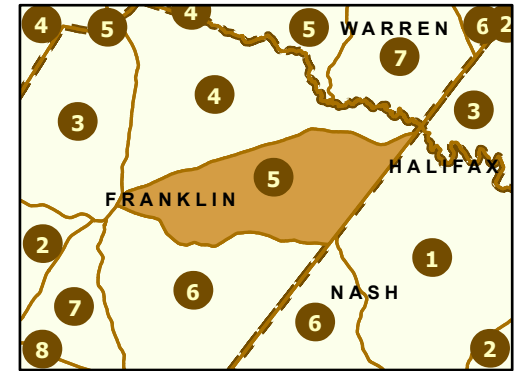 4 5 4 5 WARREN 6 2
7
3 4 3
5 HALIFAX
FRANKLIN
2 1
7 6 6 NASH
8 2